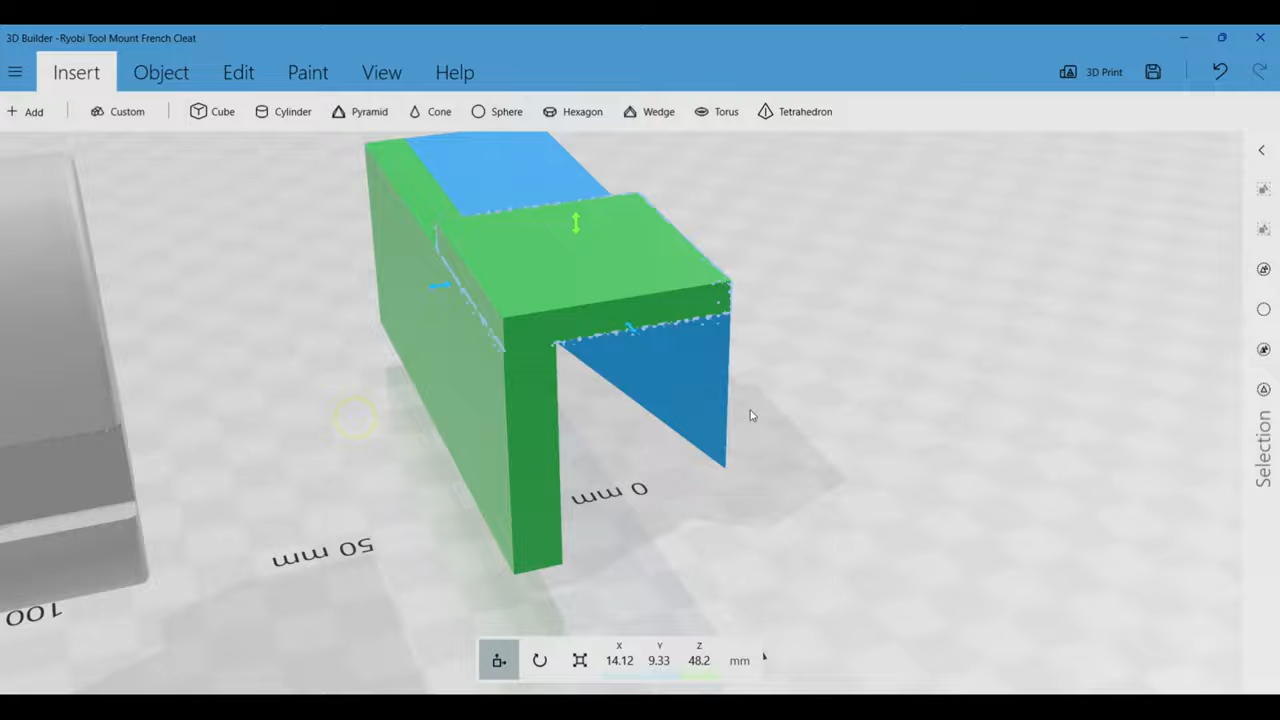 3D Builder -Ryobi Tool Mount French Cleat
Insert Object Edit Paint View Help
3D Print
+ Add Custom Cube Cylinder Pyramid Cone Sphere Hexagon Wedge Torus Tetrahedron
Selection
0 mm
50 mm
100
X Y Z
14.12 9.33 48.2 mm